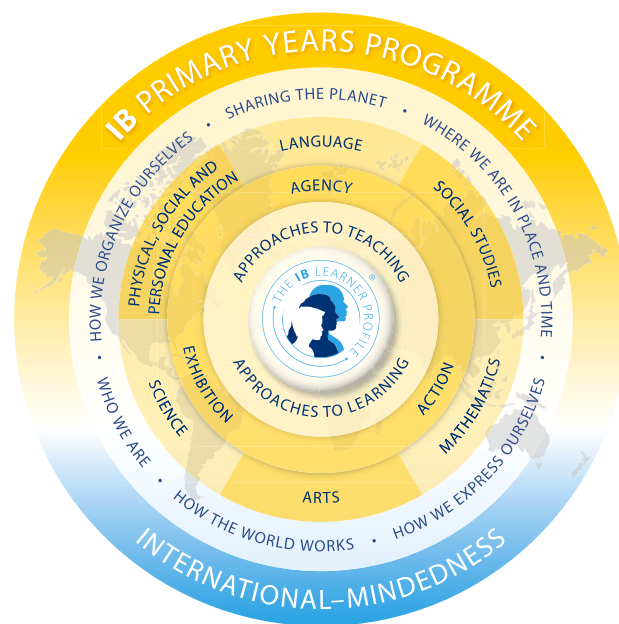 IB PRIMARY YEARS PROGRAMME
SHARING THE PLANET
•
WHERE WE ARE IN PLACE AND TIME
•
HOW WE EXPRESS OURSELVES
•
HOW THE WORLD WORKS
•
WHO WE ARE
•
HOW WE ORGANIZE OURSELVES
•
LANGUAGE
SOCIAL STUDIES
MATHEMATICS
ARTS
SCIENCE
PHYSICAL, SOCIAL AND
PERSONAL EDUCATION
AGENCY
ACTION
EXHIBITION
APPROACHES TO TEACHING
THE IB LEARNER PROFILE ®
APPROACHES TO LEARNING
INTERNATIONAL–MINDEDNESS